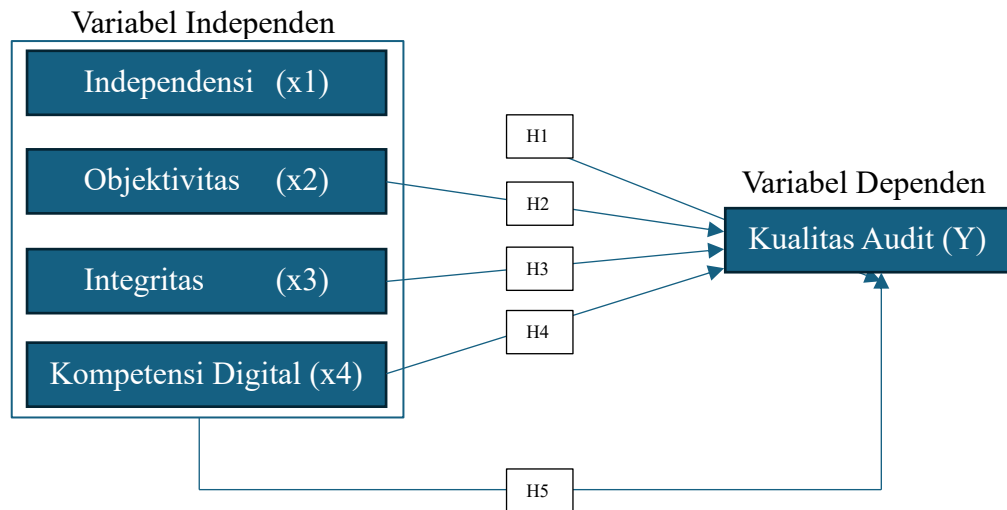 Variabel Independen
Independensi (x1)
Objektivitas (x2)
Integritas (x3)
Kompetensi Digital (x4)
H1
H2
H3
H4
H5
Variabel Dependen
Kualitas Audit (Y)